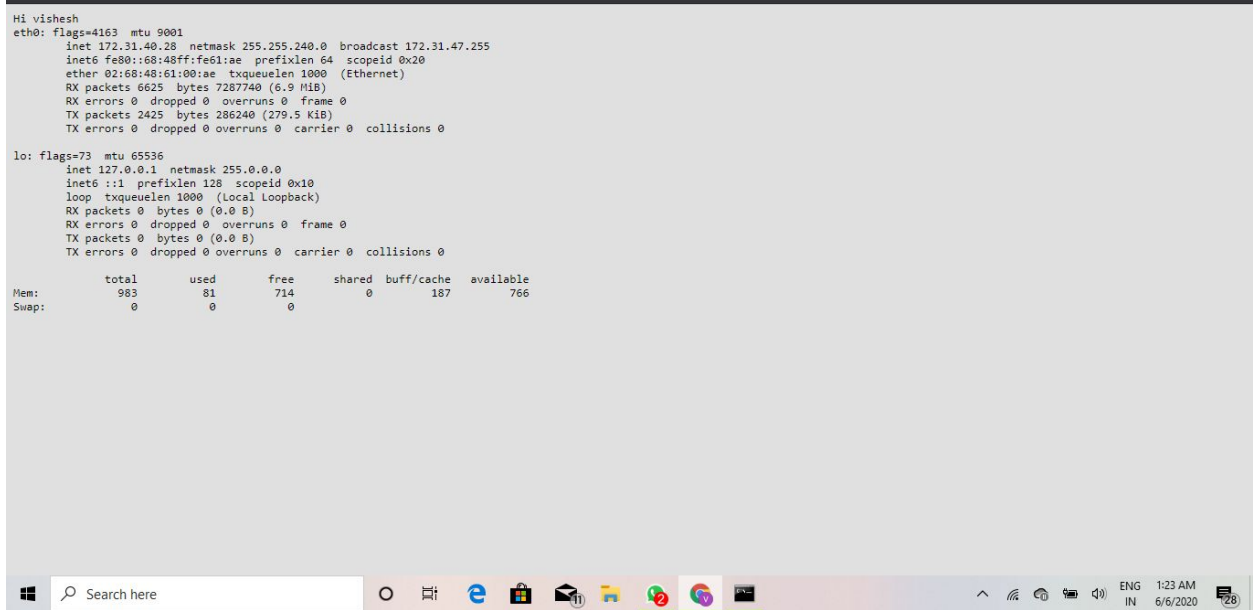 Hi vishesh
eth0: flags=4163  mtu 9001
        inet 172.31.40.28  netmask 255.255.240.0  broadcast 172.31.47.255
        inet6 fe80::68:48ff:fe61:ae  prefixlen 64  scopeid 0x20
        ether 02:68:48:61:00:ae  txqueuelen 1000  (Ethernet)
        RX packets 6625  bytes 7287740 (6.9 MiB)
        RX errors 0  dropped 0  overruns 0  frame 0
        TX packets 2425  bytes 286240 (279.5 KiB)
        TX errors 0  dropped 0 overruns 0  carrier 0  collisions 0

lo: flags=73  mtu 65536
        inet 127.0.0.1  netmask 255.0.0.0
        inet6 ::1  prefixlen 128  scopeid 0x10
        loop  txqueuelen 1000  (Local Loopback)
        RX packets 0  bytes 0 (0.0 B)
        RX errors 0  dropped 0  overruns 0  frame 0
        TX packets 0  bytes 0 (0.0 B)
        TX errors 0  dropped 0 overruns 0  carrier 0  collisions 0

              total        used        free      shared  buff/cache   available
Mem:            983          81         714           0         187         766
Swap:             0           0           0
Search here
11
2
V
ENG
IN
1:23 AM
6/6/2020
28